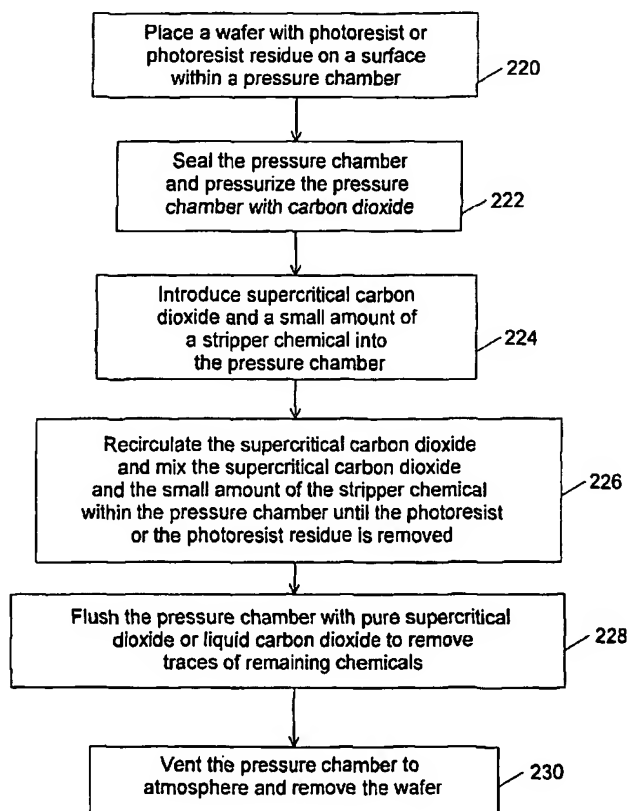 Place a wafer with photoresist or
photoresist residue on a surface
within a pressure chamber
220
Seal the pressure chamber
and pressurize the pressure
chamber with carbon dioxide
222
Introduce supercritical carbon
dioxide and a small amount of
a stripper chemical into
the pressure chamber
224
Recirculate the supercritical carbon dioxide
and mix the supercritical carbon dioxide
and the small amount of the stripper chemical
within the pressure chamber until the photoresist
or the photoresist residue is removed
226
Flush the pressure chamber with pure supercritical
dioxide or liquid carbon dioxide to remove
traces of remaining chemicals
228
Vent the pressure chamber to
atmosphere and remove the wafer
230